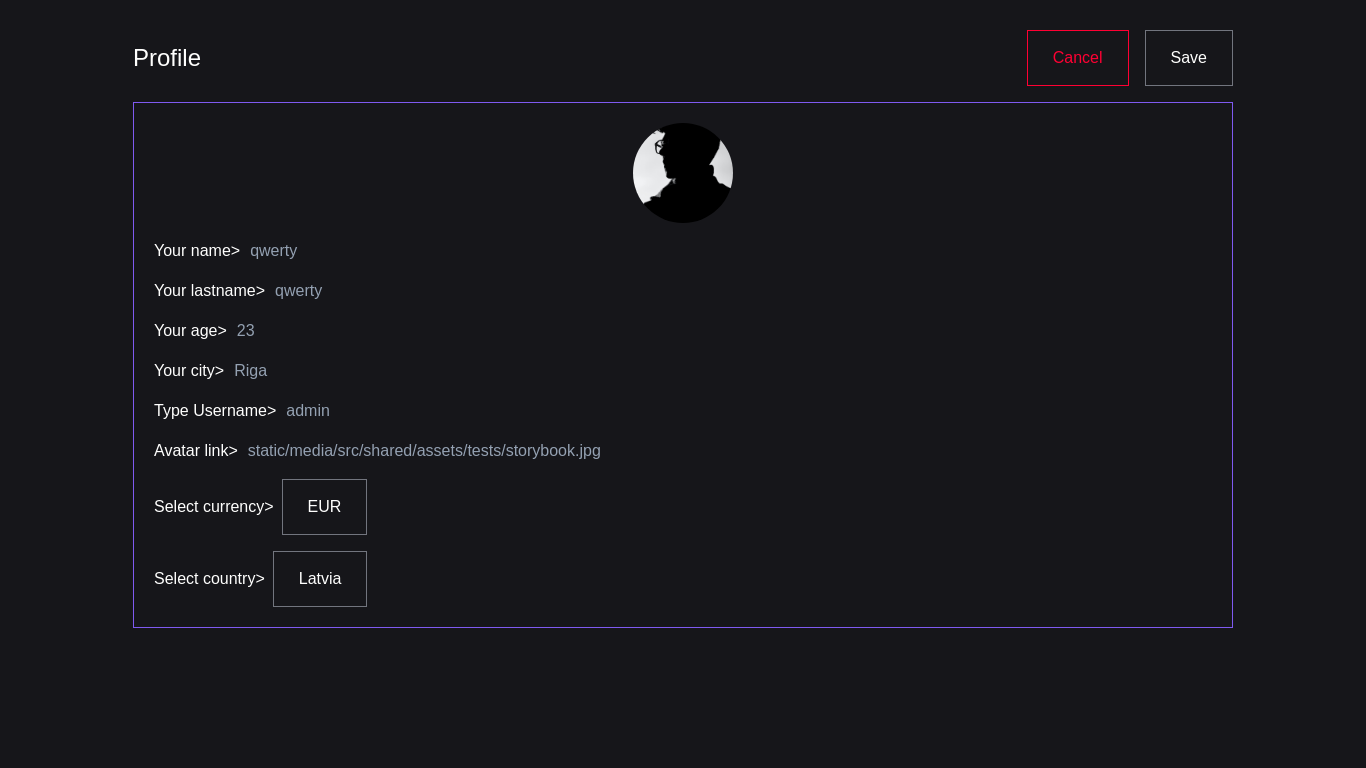 Profile
Cancel
Save
Your name> qwerty
Your lastname> qwerty
Your age> 23
Your city> Riga
Type Username> admin
Avatar link> static/media/src/shared/assets/tests/storybook.jpg
Select currency> EUR
Select country> Latvia